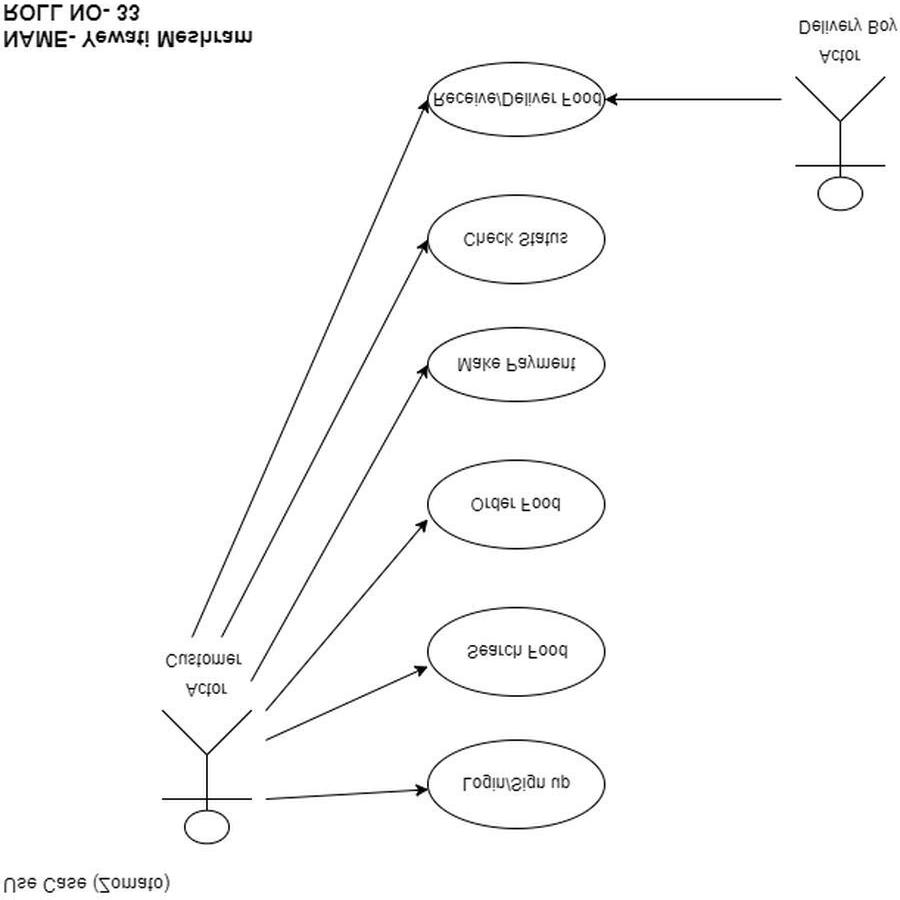 Use Case (Zomato)
Login/Sign up
Actor
Customer
Search Food
Order Food
Make Payment
Check Status
Receive/Deliver Food
Actor
Delivery Boy
NAME- Yewati Meshram
ROLL NO- 33